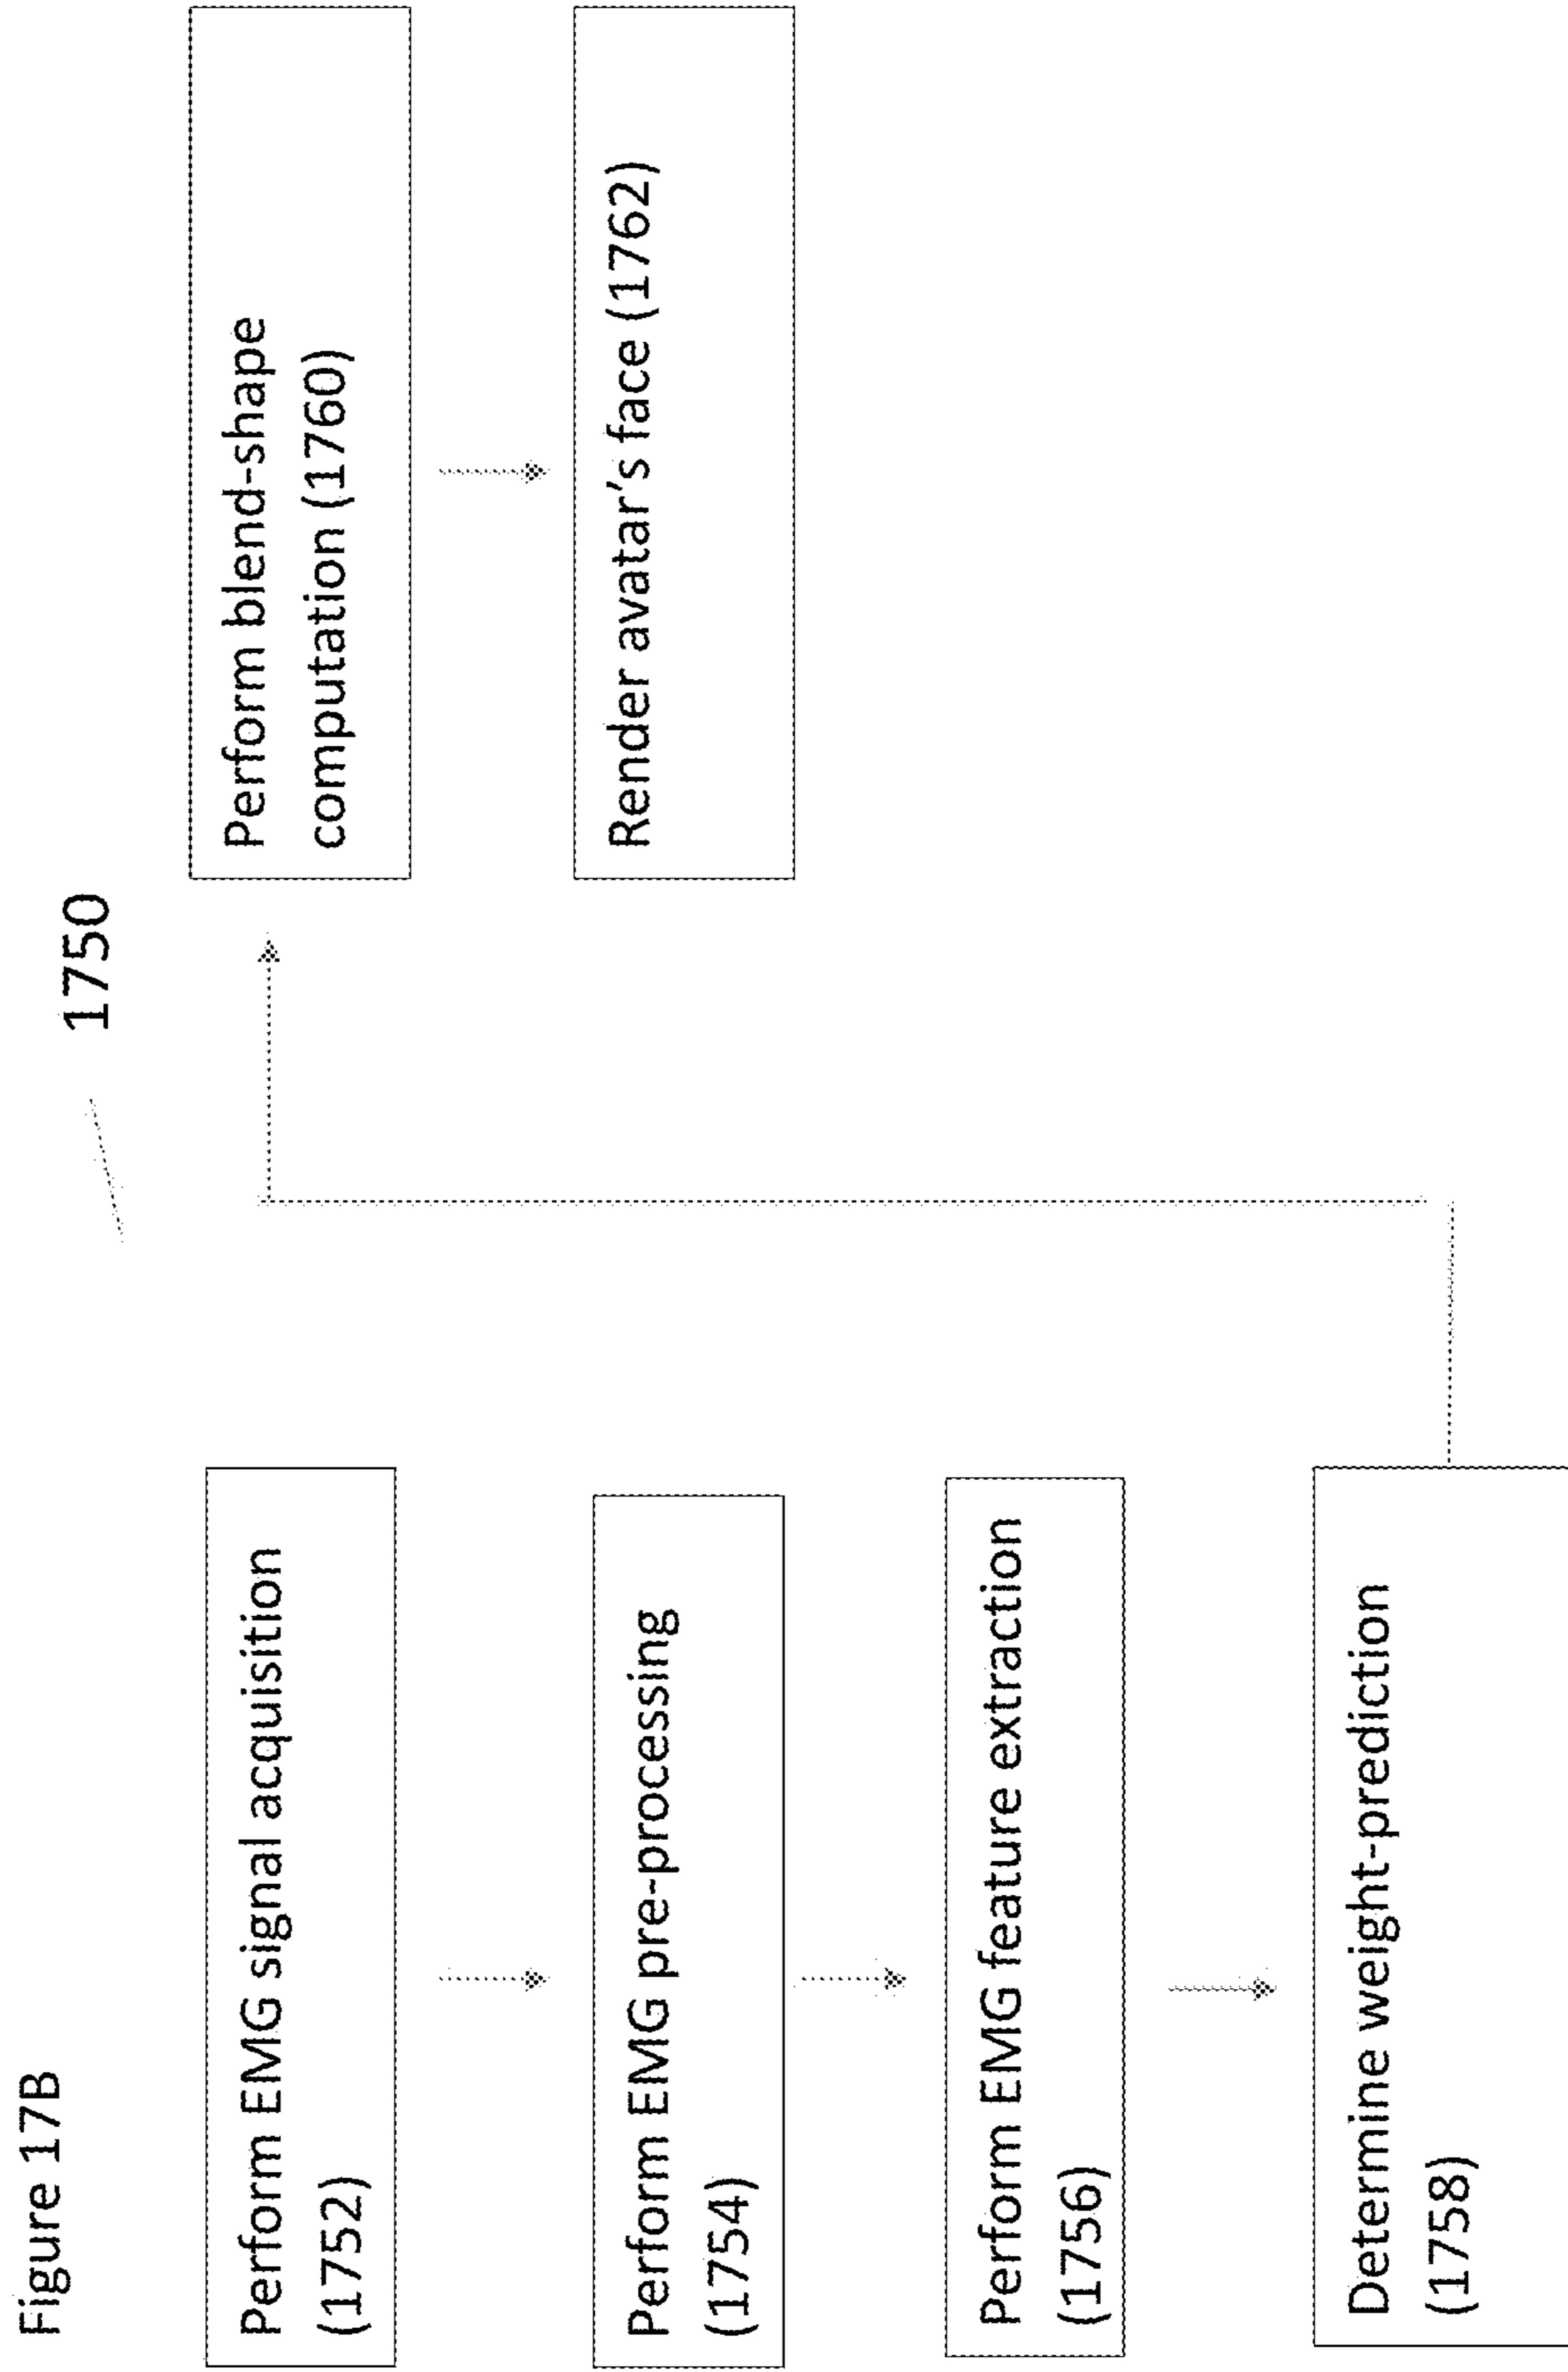 Figure 17B
1750
Perform EMG signal acquisition
(1752)
Perform EMG pre-processing
(1754)
Perform EMG feature extraction
(1756)
Determine weight-prediction
(1758)
Perform blend-shape
computation (1760)
Render avatar's face (1762)